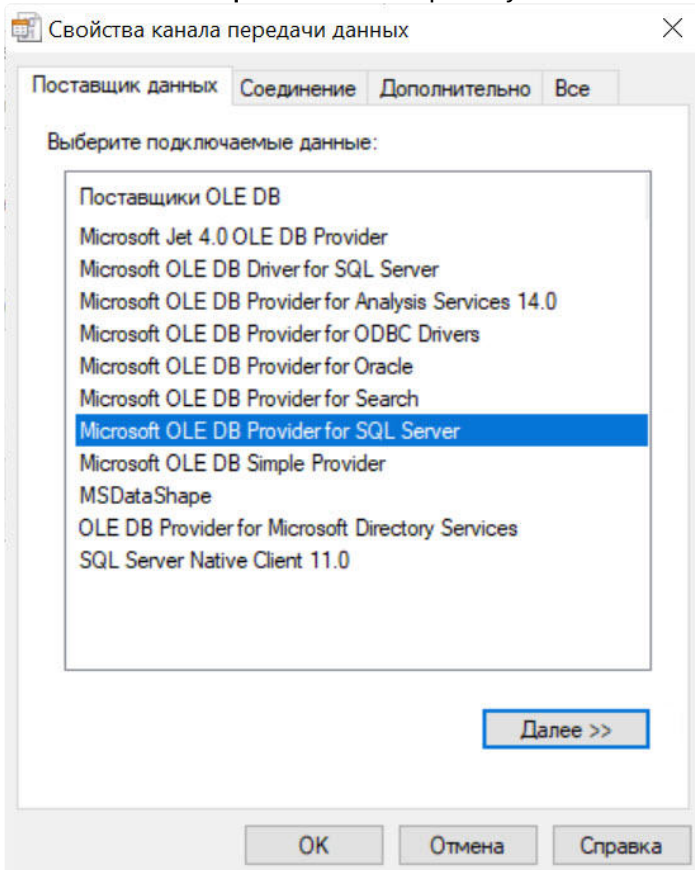 Свойства канала передачи данных
Поставщик данных Соединение Дополнительно Все
Выберите подключаемые данные:
Поставщики OLE DB
Microsoft Jet 4.0 OLE DB Provider
Microsoft OLE DB Driver for SQL Server
Microsoft OLE DB Provider for Analysis Services 14.0
Microsoft OLE DB Provider for ODBC Drivers
Microsoft OLE DB Provider for Oracle
Microsoft OLE DB Provider for Search
Microsoft OLE DB Provider for SQL Server
Microsoft OLE DB Simple Provider
MSDataShape
OLE DB Provider for Microsoft Directory Services
SQL Server Native Client 11.0
Далее >>
OK Отмена Справка